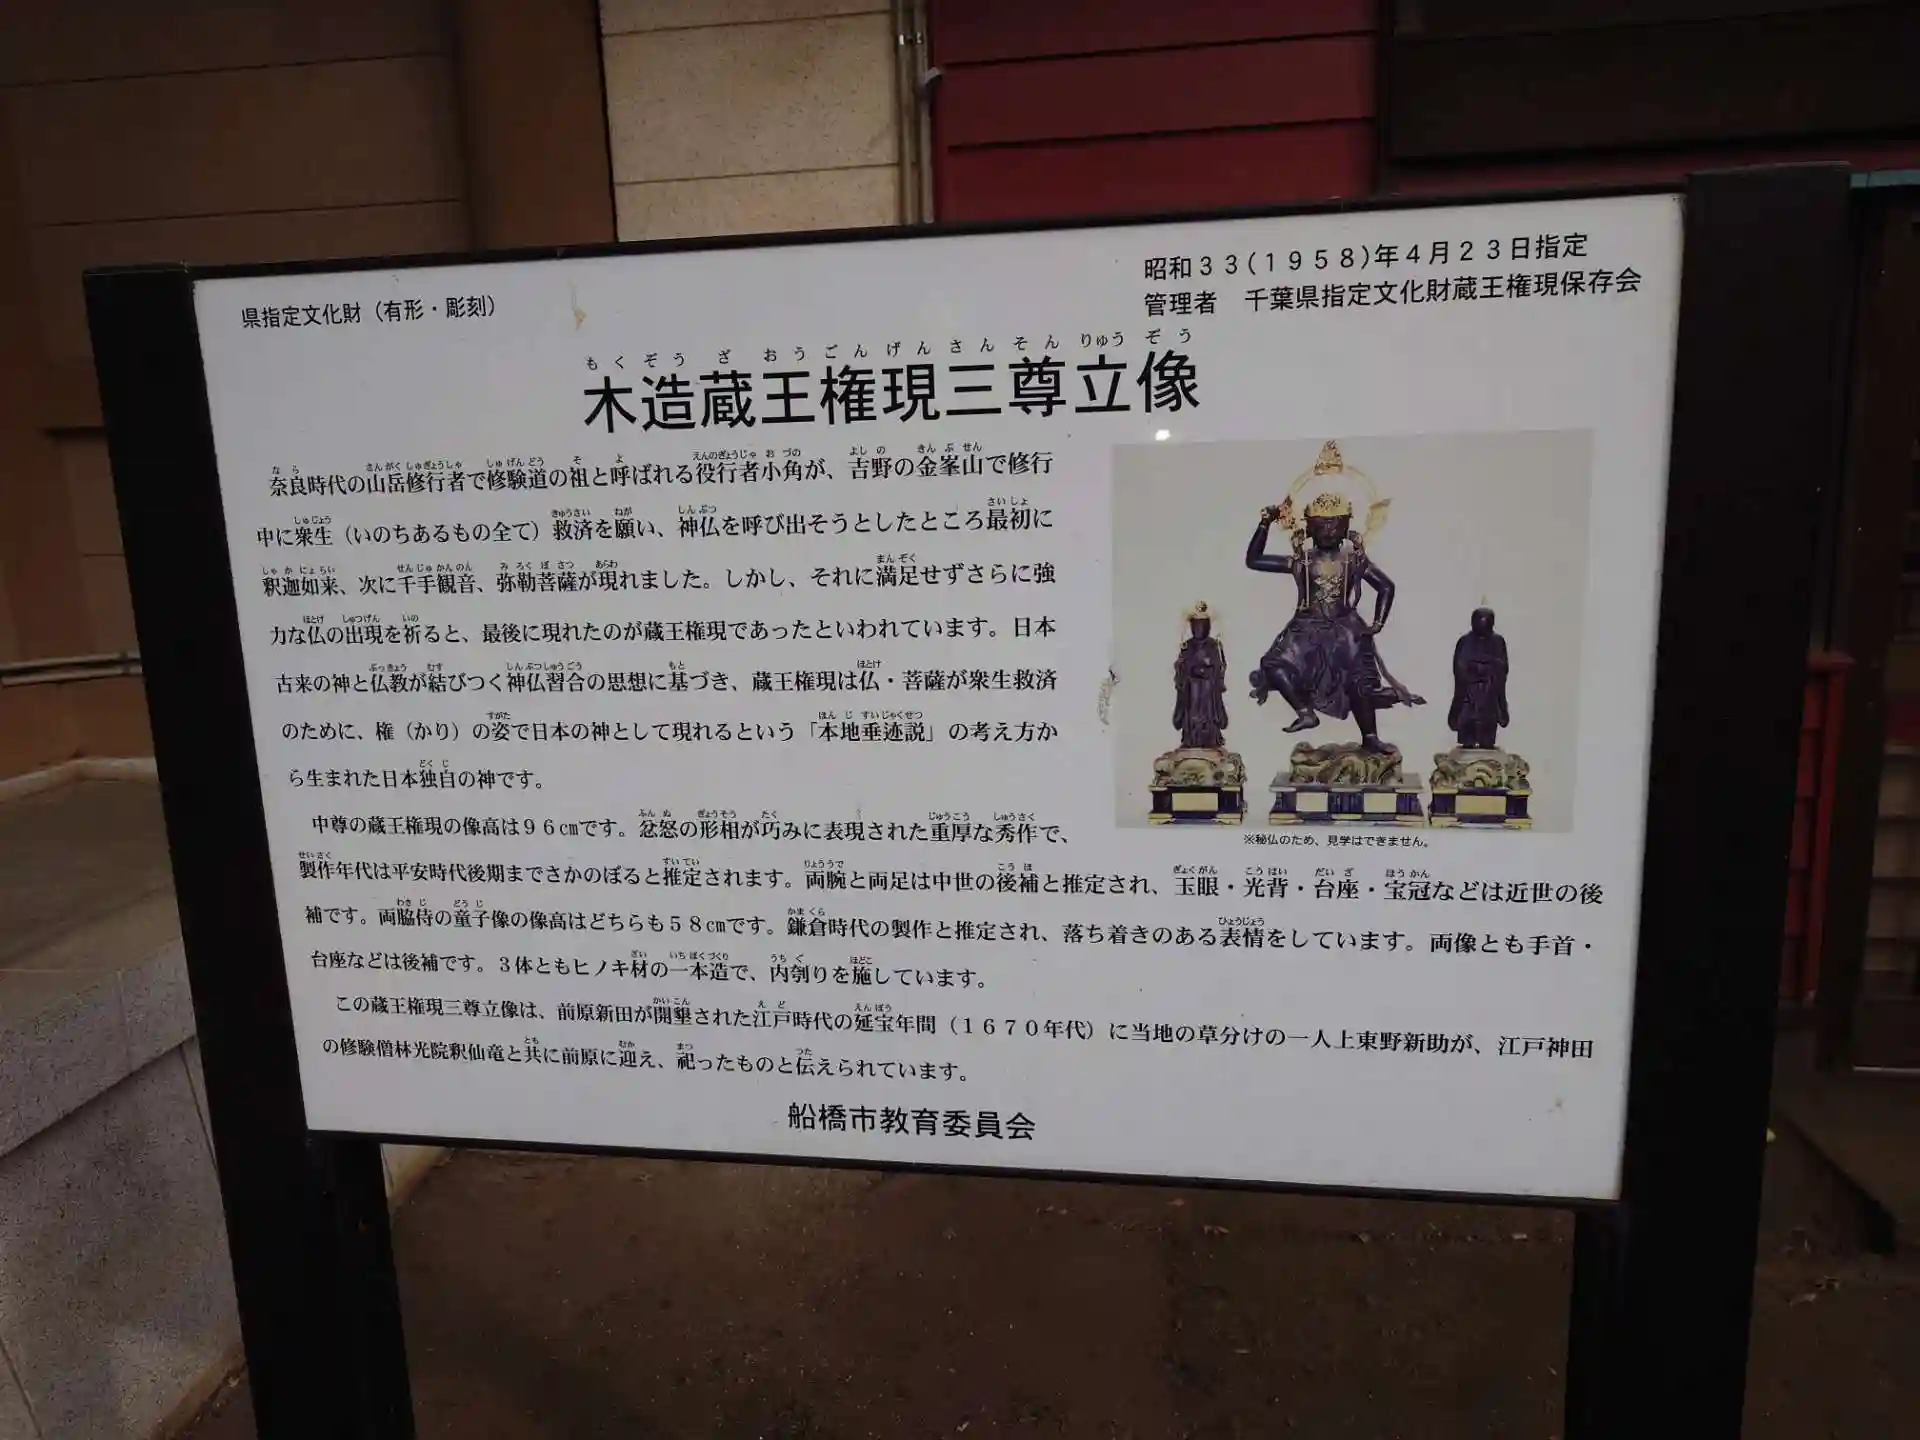 県指定文化財（有形・彫刻）
昭和３３(１９５８)年４月２３日指定
管理者　千葉県指定文化財蔵王権現保存会
もくぞうざおうごんげんさんそんりゅうぞう
木造蔵王権現三尊立像
奈良時代の山岳修行者で修験道の祖と呼ばれる役行者小角が、吉野の金峯山で修行
中に衆生（いのちあるもの全て）救済を願い、神仏を呼び出そうとしたところ最初に
釈迦如来、次に千手観音、弥勒菩薩が現れました。しかし、それに満足せずさらに強
力な仏の出現を祈ると、最後に現れたのが蔵王権現であったといわれています。日本
古来の神と仏教が結びつく神仏習合の思想に基づき、蔵王権現は仏・菩薩が衆生救済
のために、権（かり）の姿で日本の神として現れるという「本地垂迹説」の考え方か
ら生まれた日本独自の神です。
中尊の蔵王権現の像高は９６㎝です。忿怒の形相が巧みに表現された重厚な秀作で、
製作年代は平安時代後期までさかのぼると推定されます。両腕と両足は中世の後補と推定され、玉眼・光背・台座・宝冠などは近世の後
補です。両脇侍の童子像の像高はどちらも５８㎝です。鎌倉時代の製作と推定され、落ち着きのある表情をしています。両像とも手首・
台座などは後補です。３体ともヒノキ材の一本造で、内刳りを施しています。
この蔵王権現三尊立像は、前原新田が開墾された江戸時代の延宝年間（１６７０年代）に当地の草分けの一人上東野新助が、江戸神田
の修験僧林光院釈仙竜と共に前原に迎え、祀ったものと伝えられています。
※秘仏のため、見学はできません。
船橋市教育委員会